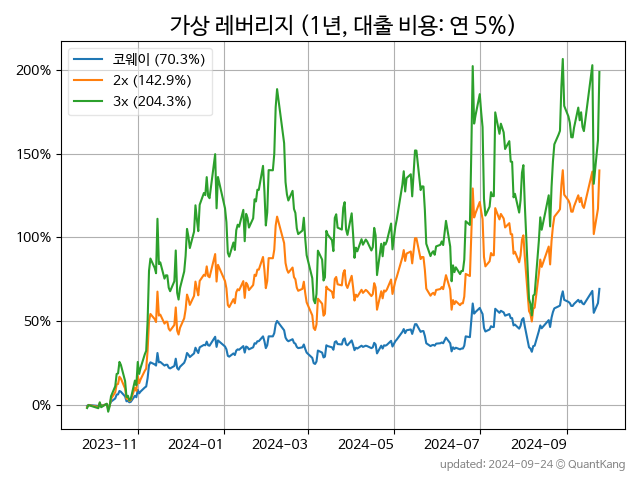 가상 레버리지 (1년, 대출 비용: 연 5%)
코웨이 (70.3%)
2x (142.9%)
3x (204.3%)
200%
150%
100%
50%
0%
2023-11 2024-01 2024-03 2024-05 2024-07 2024-09
updated: 2024-09-24 © QuantKang